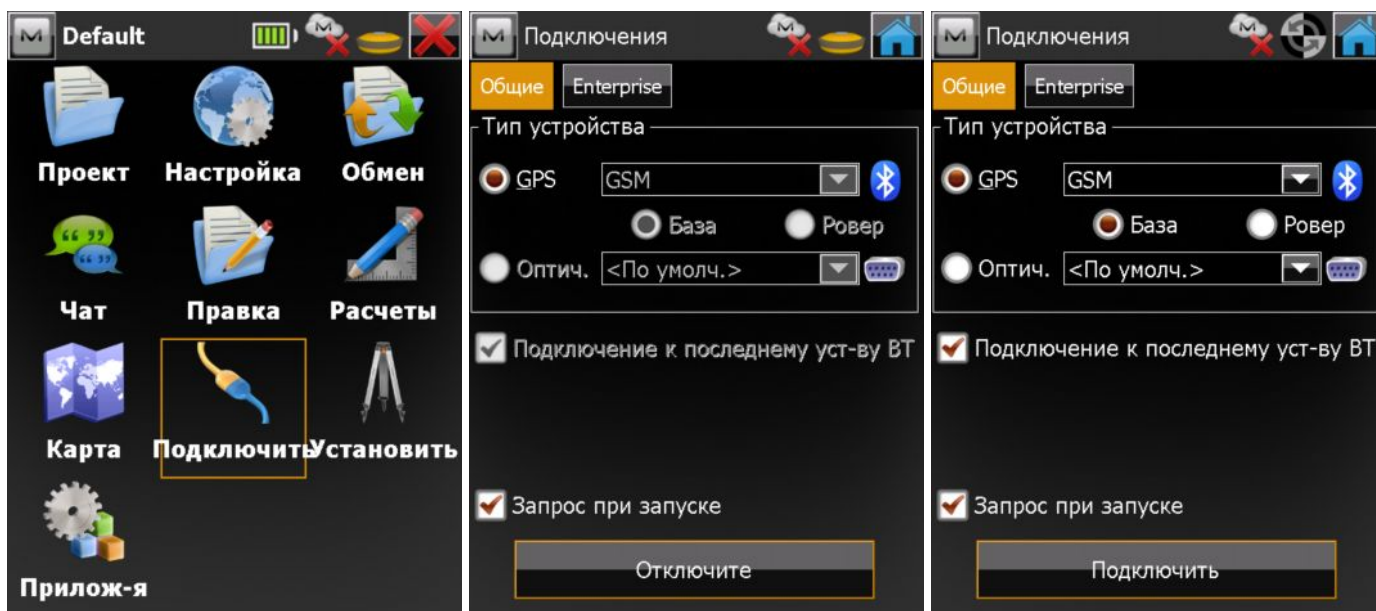 Default
Проект Настройка Обмен
Чат Правка Расчеты
Карта Подключить Установить
Прилож-я
Подключения
Общие Enterprise
Тип устройства
GPS GSM
База Ровер
Оптич. <По умолч.>
Подключение к последнему уст-ву BT
Запрос при запуске
Отключите
Подключения
Общие Enterprise
Тип устройства
GPS GSM
База Ровер
Оптич. <По умолч.>
Подключение к последнему уст-ву BT
Запрос при запуске
Подключить